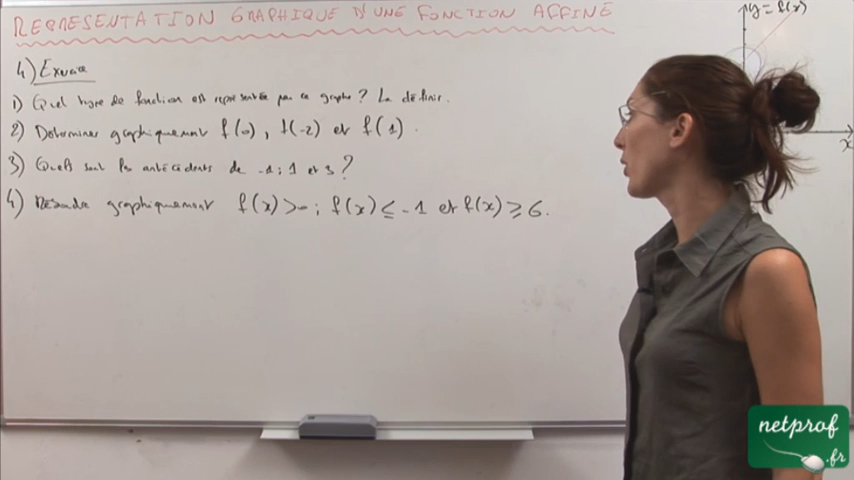 REPRESENTATION GRAPHIQUE D'UNE FONCTION AFFINE
y = f(x)
4) Exercice
1) Quel type de fonction est représentée par ce graphe ? La définir.
2) Determiner graphiquement f(0), f(-2) et f(1).
3) Quels sont les antécédents de -1 ; 1 et 3 ?
4) Résoudre graphiquement f(x) > 0 ; f(x) ≤ -1 et f(x) ≥ 6.
x
netprof
.fr